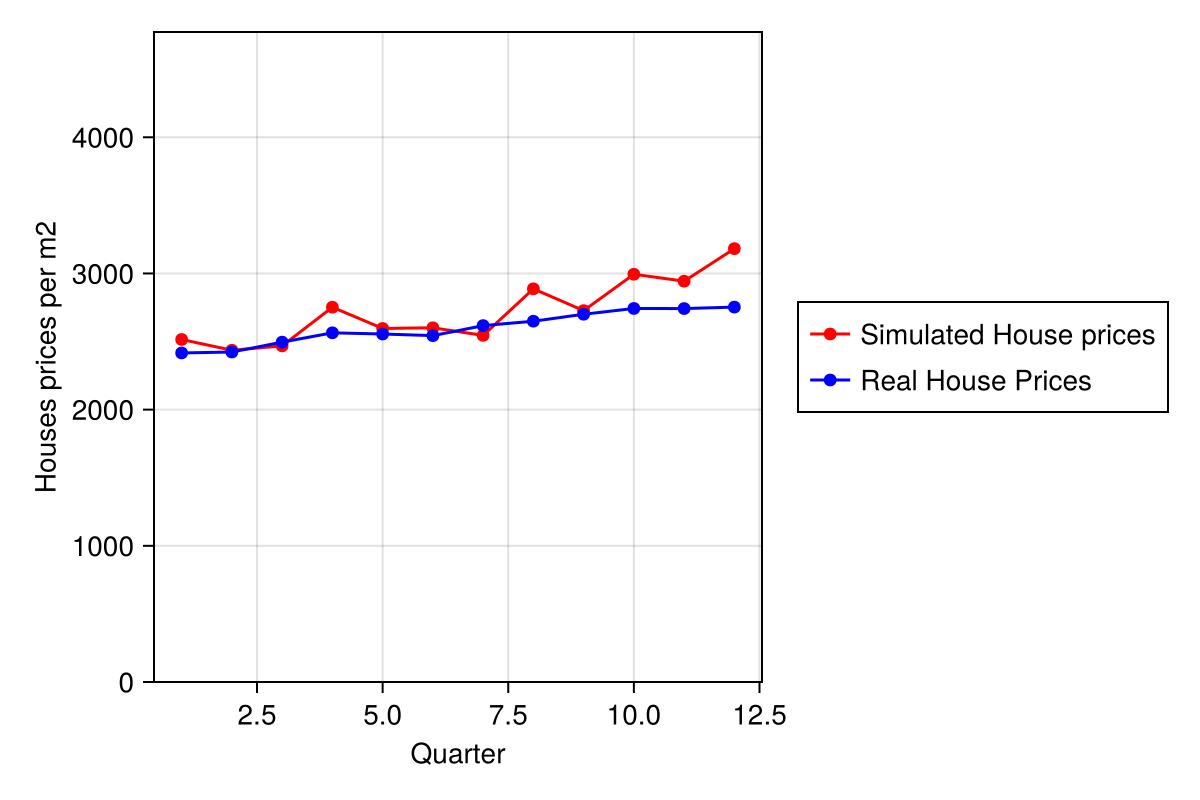 Houses prices per m2
4000
3000
2000
1000
0
2.5 5.0 7.5 10.0 12.5
Quarter
Simulated House prices
Real House Prices